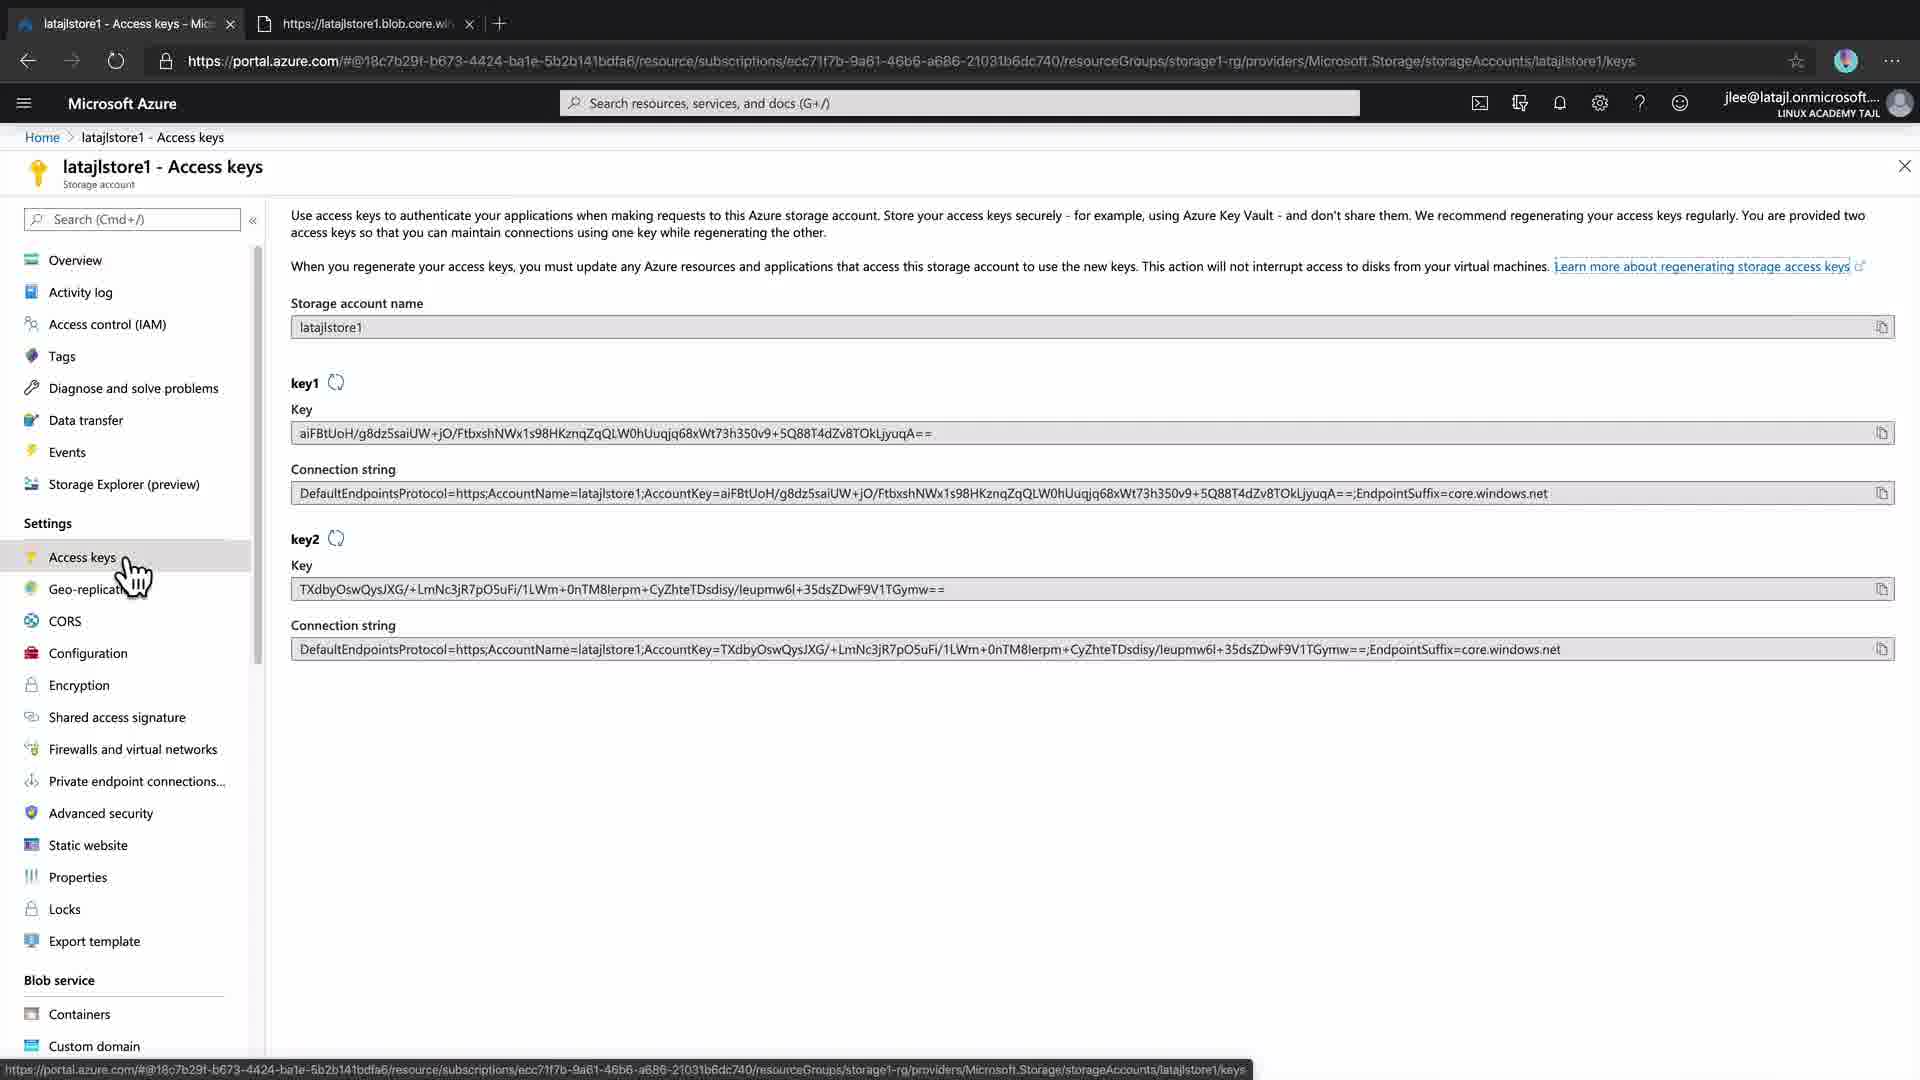 latajlstore1 - Access keys - Mic
https://latajlstore1.blob.core.win
https://portal.azure.com/#@18c7b29f-b673-4424-ba1e-5b2b141bdfa6/resource/subscriptions/ecc71f7b-9a61-46b6-a686-21031b6dc740/resourceGroups/storage1-rg/providers/Microsoft.Storage/storageAccounts/latajlstore1/keys
Microsoft Azure
Search resources, services, and docs (G+/)
jlee@latajl.onmicrosoft....
LINUX ACADEMY TAJL
Home > latajlstore1 - Access keys
latajlstore1 - Access keys
Storage account
Search (Cmd+/)
Overview
Activity log
Access control (IAM)
Tags
Diagnose and solve problems
Data transfer
Events
Storage Explorer (preview)
Settings
Access keys
Geo-replicati
CORS
Configuration
Encryption
Shared access signature
Firewalls and virtual networks
Private endpoint connections...
Advanced security
Static website
Properties
Locks
Export template
Blob service
Containers
Custom domain
Use access keys to authenticate your applications when making requests to this Azure storage account. Store your access keys securely - for example, using Azure Key Vault - and don't share them. We recommend regenerating your access keys regularly. You are provided two
access keys so that you can maintain connections using one key while regenerating the other.
When you regenerate your access keys, you must update any Azure resources and applications that access this storage account to use the new keys. This action will not interrupt access to disks from your virtual machines. Learn more about regenerating storage access keys
Storage account name
latajlstore1
key1
Key
aiFBtUoH/g8dz5saiUW+jO/FtbxshNWx1s98HKznqZqQLW0hUuqjq68xWt73h350v9+5Q88T4dZv8TOkLjyuqA==
Connection string
DefaultEndpointsProtocol=https;AccountName=latajlstore1;AccountKey=aiFBtUoH/g8dz5saiUW+jO/FtbxshNWx1s98HKznqZqQLW0hUuqjq68xWt73h350v9+5Q88T4dZv8TOkLjyuqA==;EndpointSuffix=core.windows.net
key2
Key
TXdbyOswQysJXG/+LmNc3jR7pO5uFi/1LWm+0nTM8Ierpm+CyZhteTDsdisy/Ieupmw6l+35dsZDwF9V1TGymw==
Connection string
DefaultEndpointsProtocol=https;AccountName=latajlstore1;AccountKey=TXdbyOswQysJXG/+LmNc3jR7pO5uFi/1LWm+0nTM8Ierpm+CyZhteTDsdisy/Ieupmw6l+35dsZDwF9V1TGymw==;EndpointSuffix=core.windows.net
https://portal.azure.com/#@18c7b29f-b673-4424-ba1e-5b2b141bdfa6/resource/subscriptions/ecc71f7b-9a61-46b6-a686-21031b6dc740/resourceGroups/storage1-rg/providers/Microsoft.Storage/storageAccounts/latajlstore1/keys